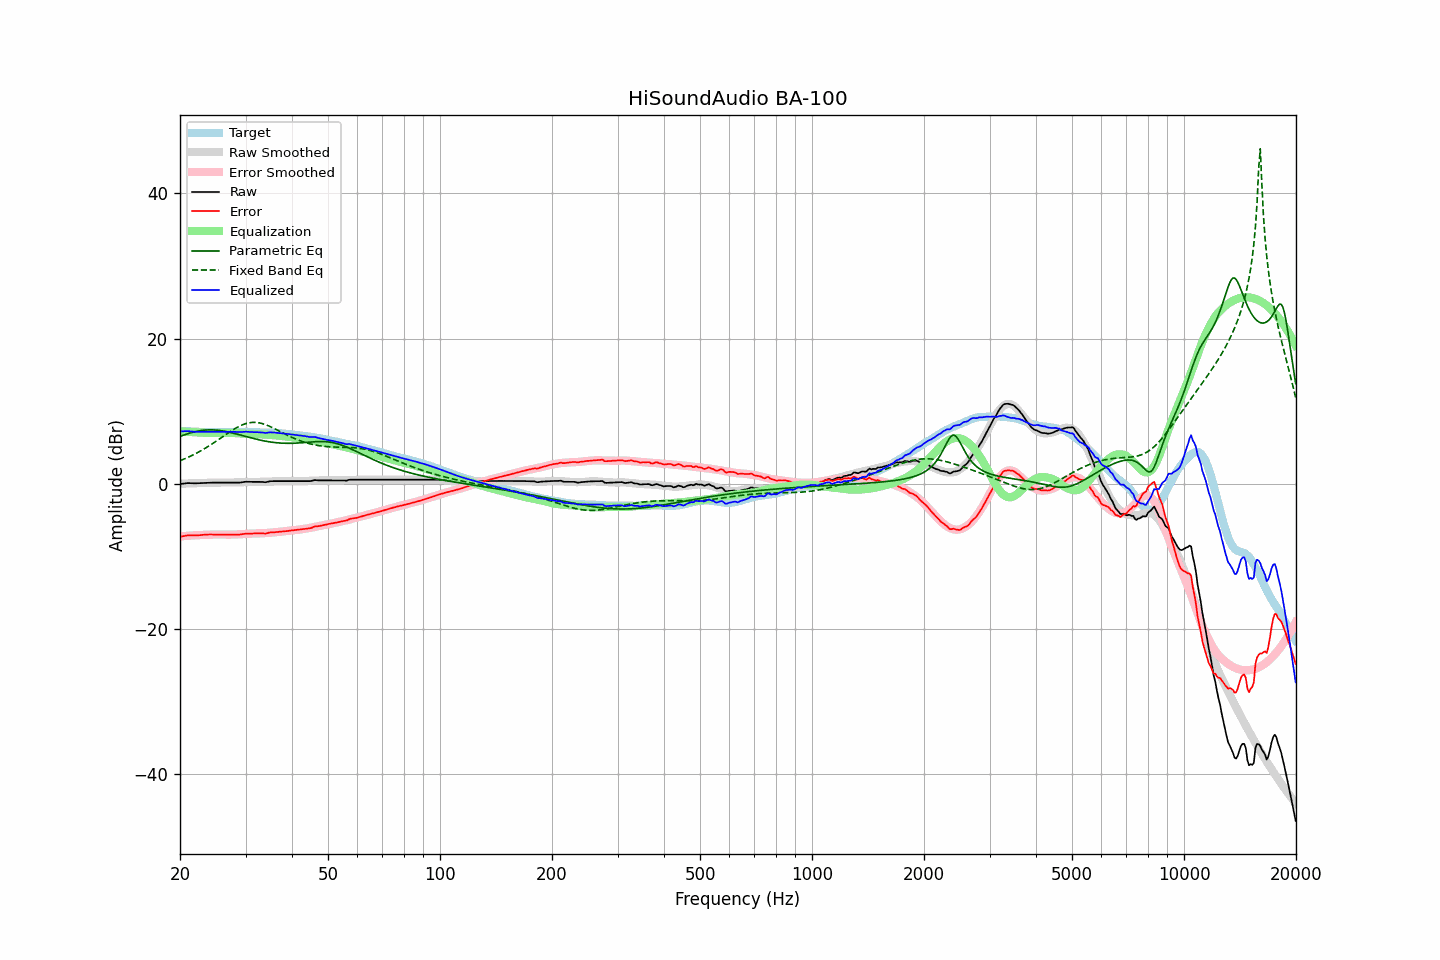 HiSoundAudio BA-100
Target
Raw Smoothed
Error Smoothed
Raw
Error
Equalization
Parametric Eq
Fixed Band Eq
Equalized
Amplitude (dBr)
40
20
0
−20
−40
20 50 100 200 500 1000 2000 5000 10000 20000
Frequency (Hz)